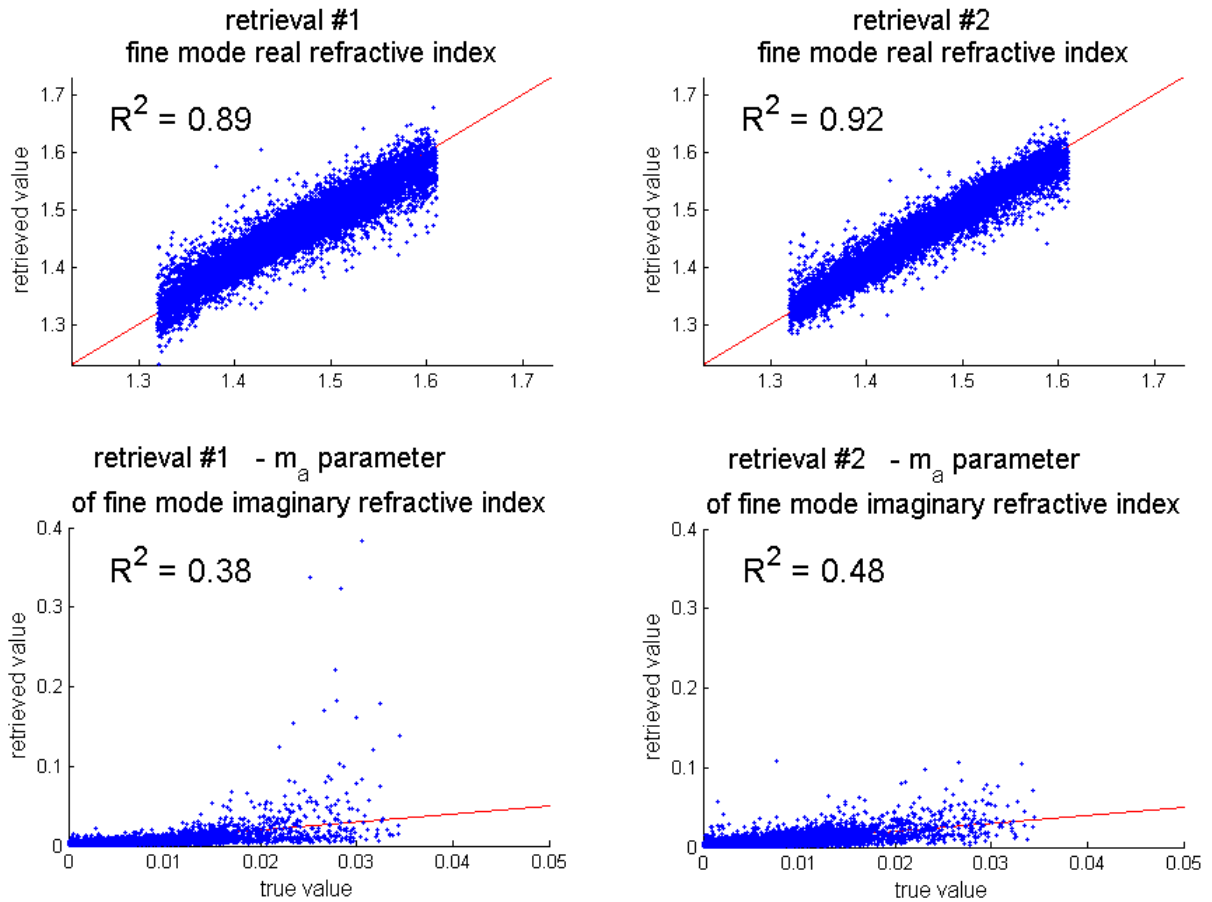 retrieval #1
fine mode real refractive index
R² = 0.89
retrieved value
1.7
1.6
1.5
1.4
1.3
1.3 1.4 1.5 1.6 1.7
retrieval #2
fine mode real refractive index
R² = 0.92
retrieved value
1.7
1.6
1.5
1.4
1.3
1.3 1.4 1.5 1.6 1.7
retrieval #1 - mₐ parameter
of fine mode imaginary refractive index
R² = 0.38
retrieved value
0.4
0.3
0.2
0.1
0
0 0.01 0.02 0.03 0.04 0.05
true value
retrieval #2 - mₐ parameter
of fine mode imaginary refractive index
R² = 0.48
retrieved value
0.4
0.3
0.2
0.1
0
0 0.01 0.02 0.03 0.04 0.05
true value